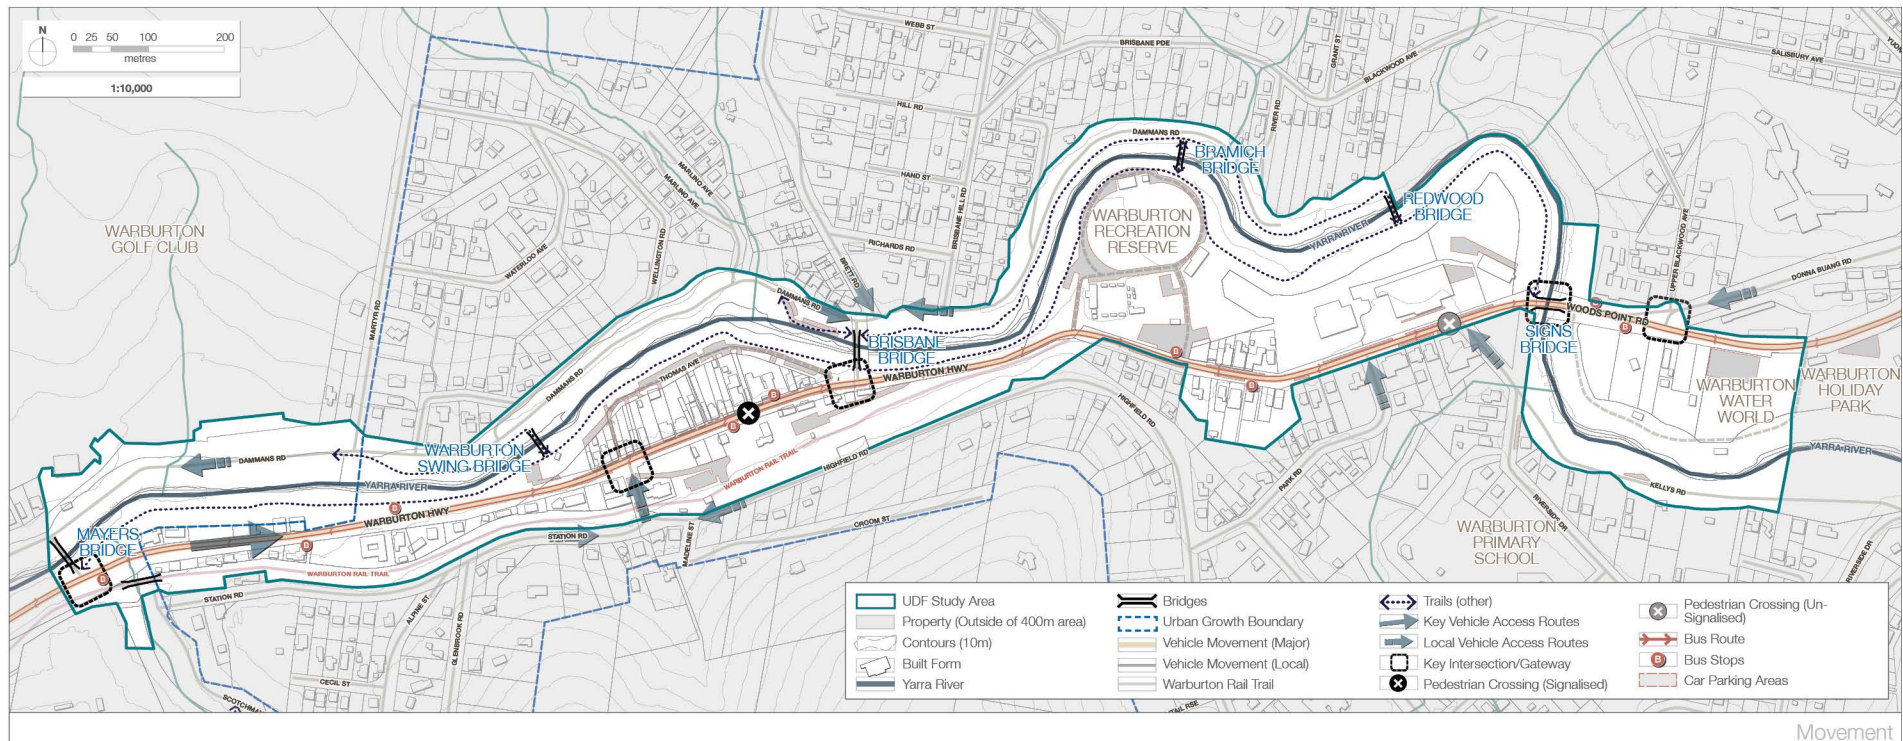 N
0 25 50 100 200
metres
1:10,000
WEBB ST
BRISBANE PDE
GRANT ST
BLACKWOOD AVE
SALISBURY AVE
HILL RD
RIVER RD
DAMMANS RD
BRAMICH
BRIDGE
MARLINO AVE
MARLINO AVE
HAND ST
BRISBANE HILL RD
REDWOOD
BRIDGE
WARBURTON
GOLF CLUB
WARBURTON
RECREATION
RESERVE
YARRA RIVER
UPPER BLACKWOOD AVE
RICHARDS RD
WATERLOO AVE
WELLINGTON RD
BRETT RD
DONNA BUANG RD
MARTYR RD
DAMMANS RD
WOODS POINT RD
SIGNS
BRIDGE
BRISBANE
BRIDGE
THOMAS AVE
WARBURTON HWY
DAMMANS RD
HIGHFIELD RD
WARBURTON
WATER
WORLD
WARBURTON
HOLIDAY
PARK
WARBURTON
SWING BRIDGE
DAMMANS RD
YARRA RIVER
WARBURTON RAIL TRAIL
HIGHFIELD RD
PARK RD
YARRA RIVER
KELLYS RD
RIVERSIDE DR
WARBURTON HWY
CROOM ST
MADELINE ST
STATION RD
MAYERS
BRIDGE
WARBURTON
PRIMARY
SCHOOL
RIVERSIDE DR
WARBURTON RAIL TRAIL
STATION RD
ALPINE ST
GLENBROOK RD
CECIL ST
B
B
B
B
B
B
B
B
B
UDF Study Area
Property (Outside of 400m area)
Contours (10m)
Built Form
Yarra River
Bridges
Urban Growth Boundary
Vehicle Movement (Major)
Vehicle Movement (Local)
Warburton Rail Trail
Trails (other)
Key Vehicle Access Routes
Local Vehicle Access Routes
Key Intersection/Gateway
Pedestrian Crossing (Signalised)
Pedestrian Crossing (Un-
Signalised)
Bus Route
B Bus Stops
Car Parking Areas
Movement